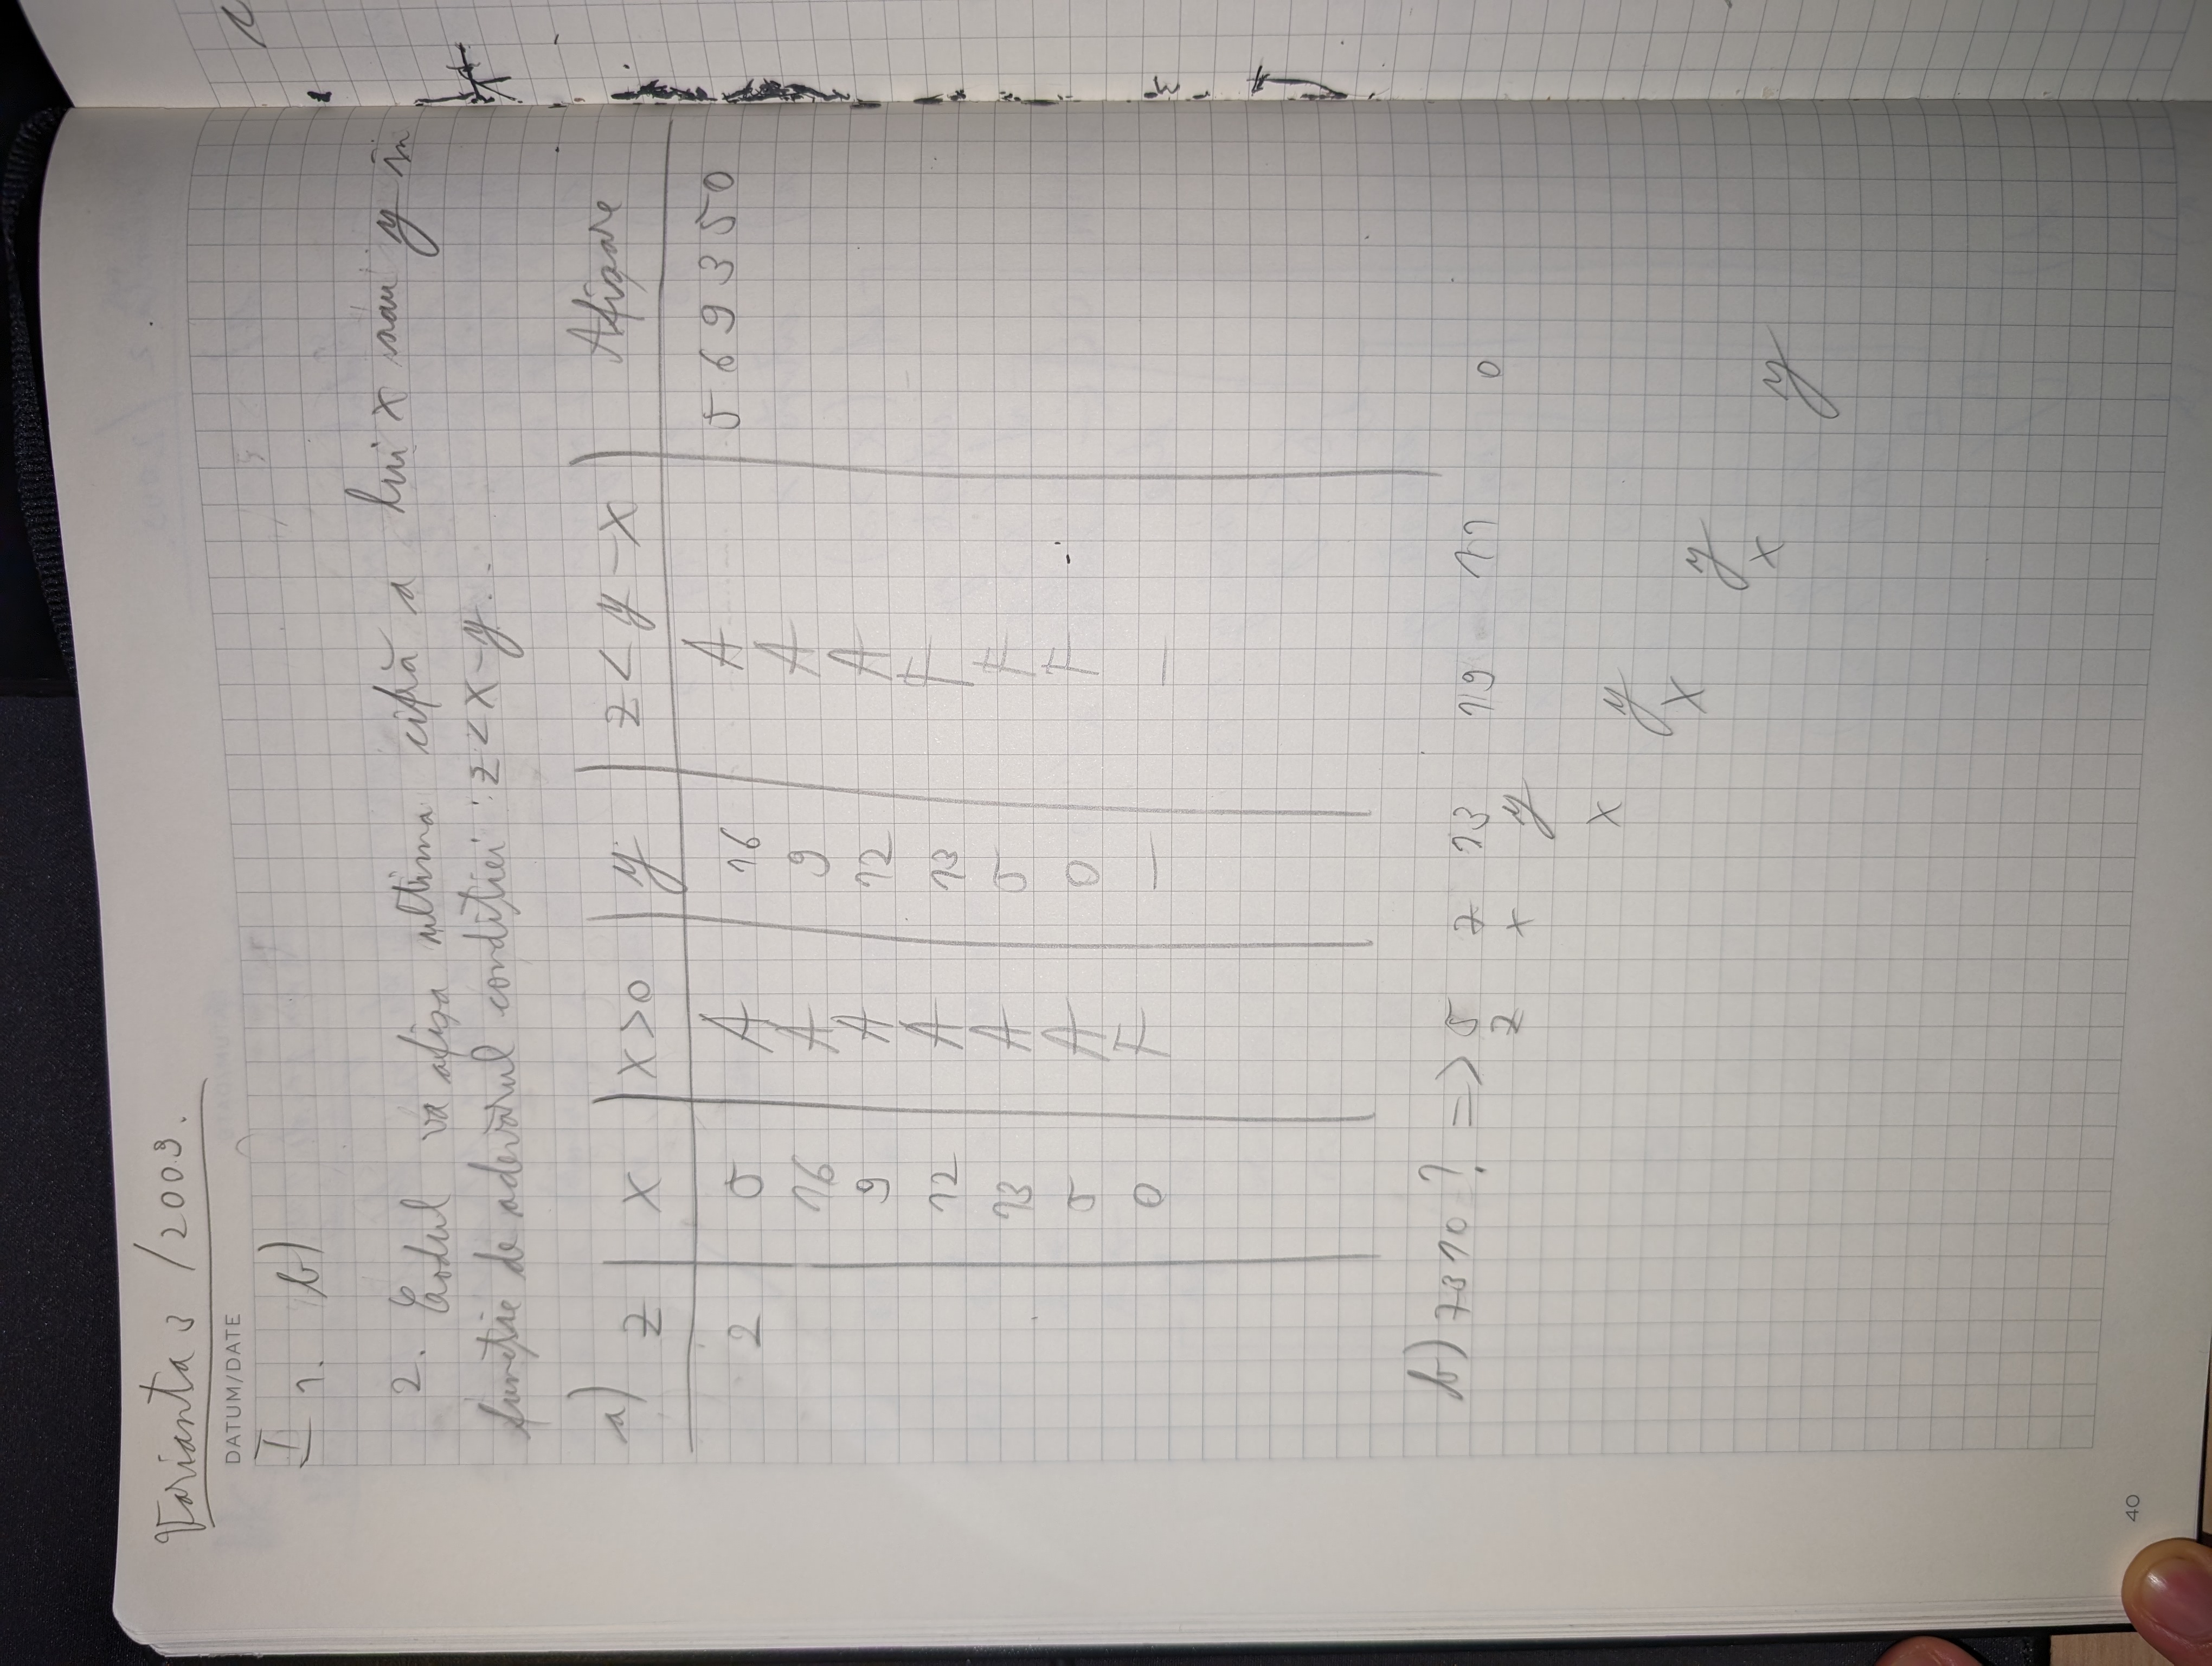 Varianta 3 /2009.
DATUM/DATE
I 1. b)
2. Codul va afișa ultima cifră a lui x sau y în
funcție de adevărul condiției : z < x - y.
a) z x x > 0 y z < y - x Afișare
2 5 A 16 A 5 6 9 3 5 0
16 A 9 A
9 A 12 A
12 A 13 F
13 A 5 F
5 A 0 F
0 F — —
b) 7310 ? => 5 7 13 19 11 0
z x y
x y
x y
x y
40